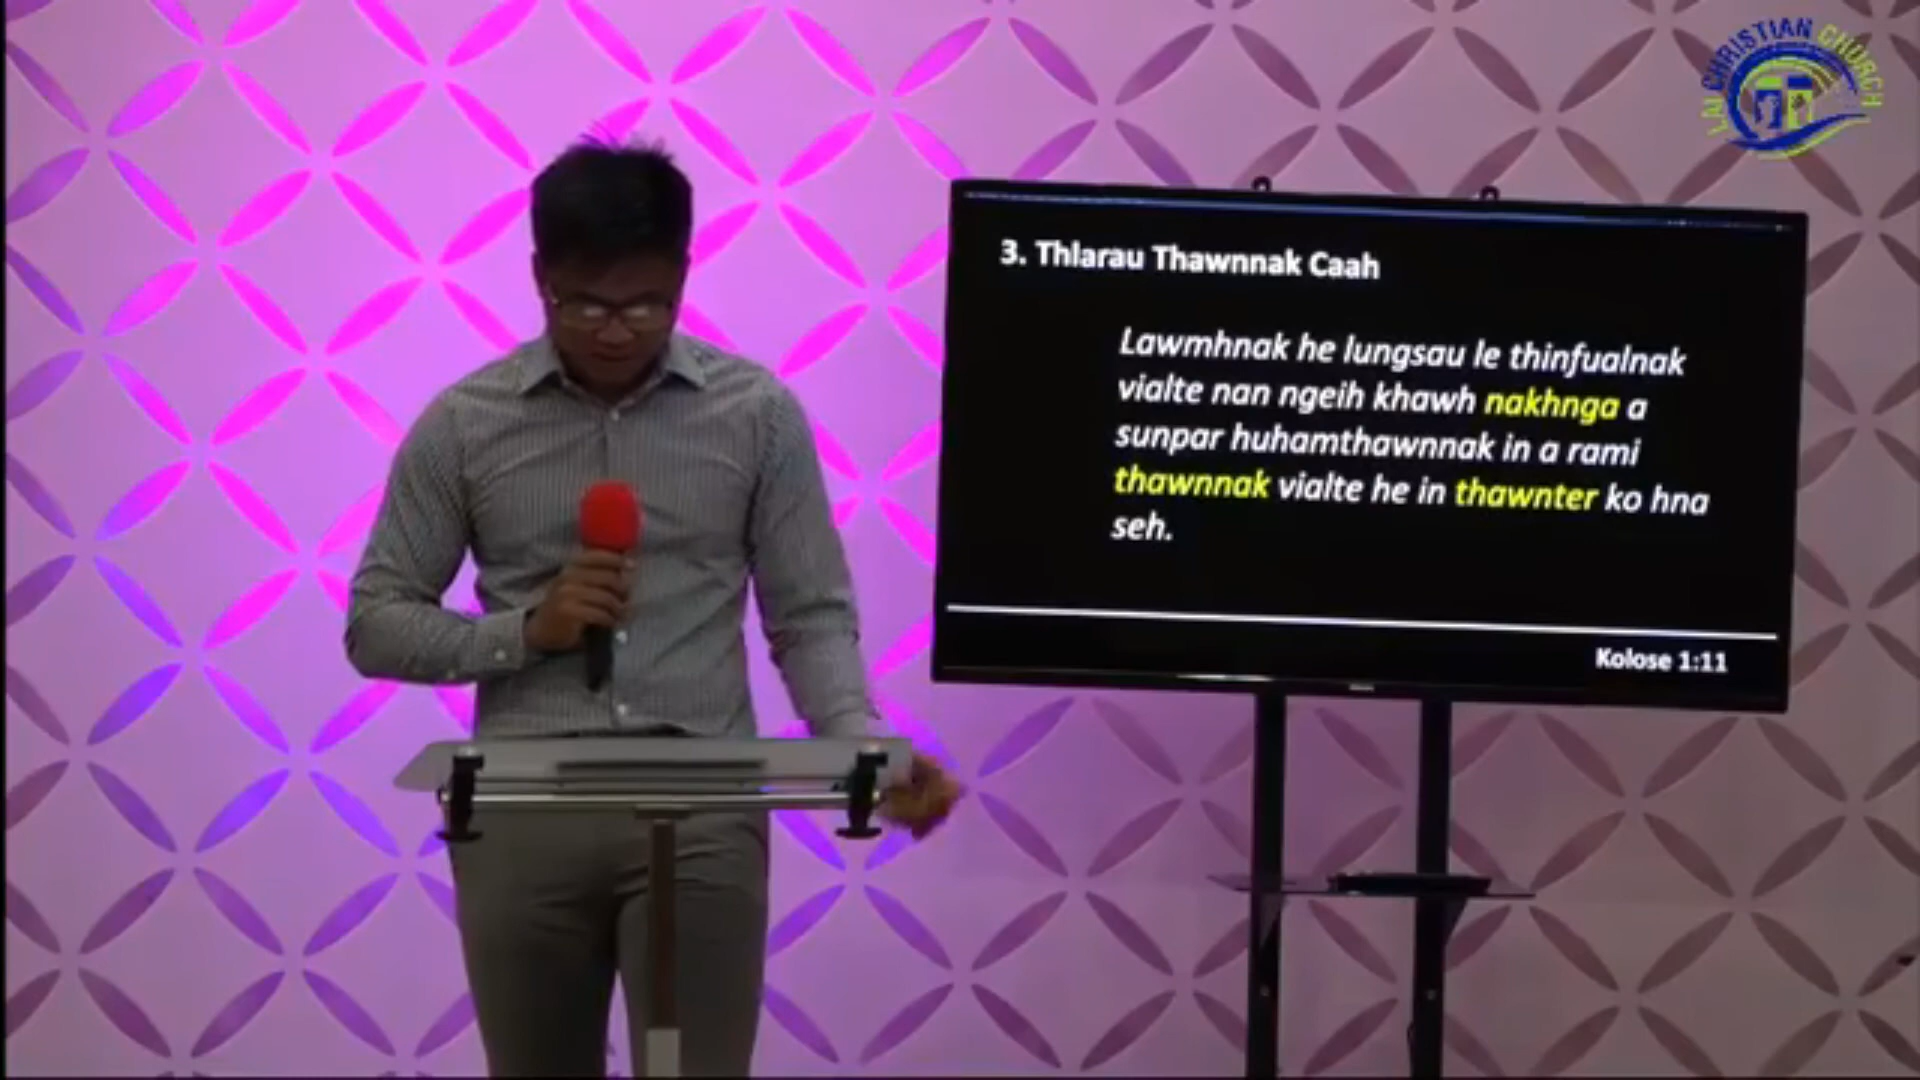 LAI CHRISTIAN CHURCH
3. Thlarau Thawnnak Caah
Lawmhnak he lungsau le thinfualnak
vialte nan ngeih khawh nakhnga a
sunpar huhamthawnnak in a rami
thawnnak vialte he in thawnter ko hna
seh.
Kolose 1:11